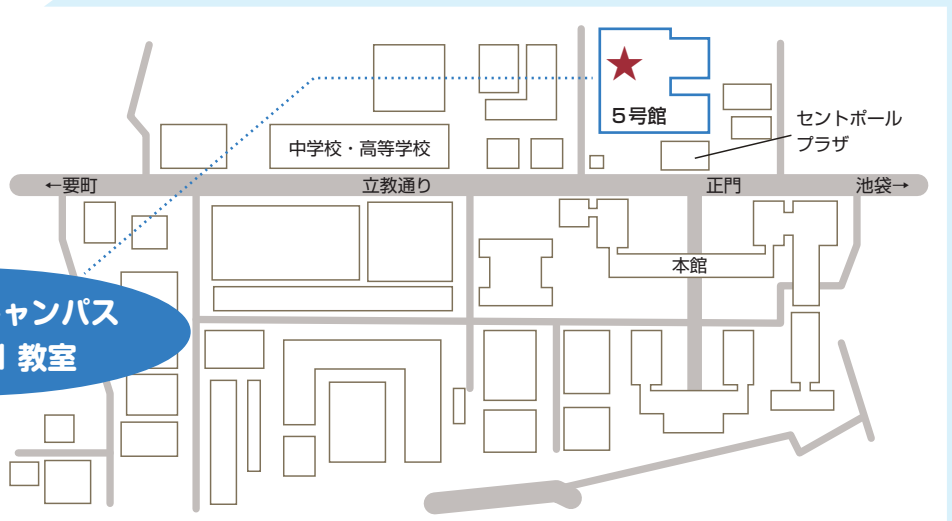 5号館
セントポール
プラザ
中学校・高等学校
←要町
立教通り
正門
池袋→
本館
ャンパス
教室